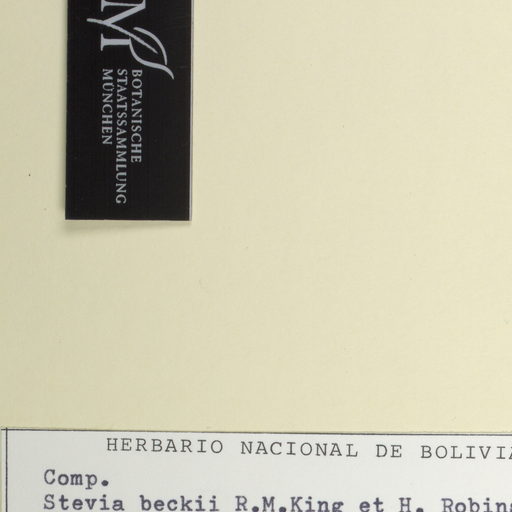 M
BOTANISCHE
STAATSSAMMLUNG
MÜNCHEN
HERBARIO NACIONAL DE BOLIVIA
Comp.
Stevia beckii R.M.King et H. Robins